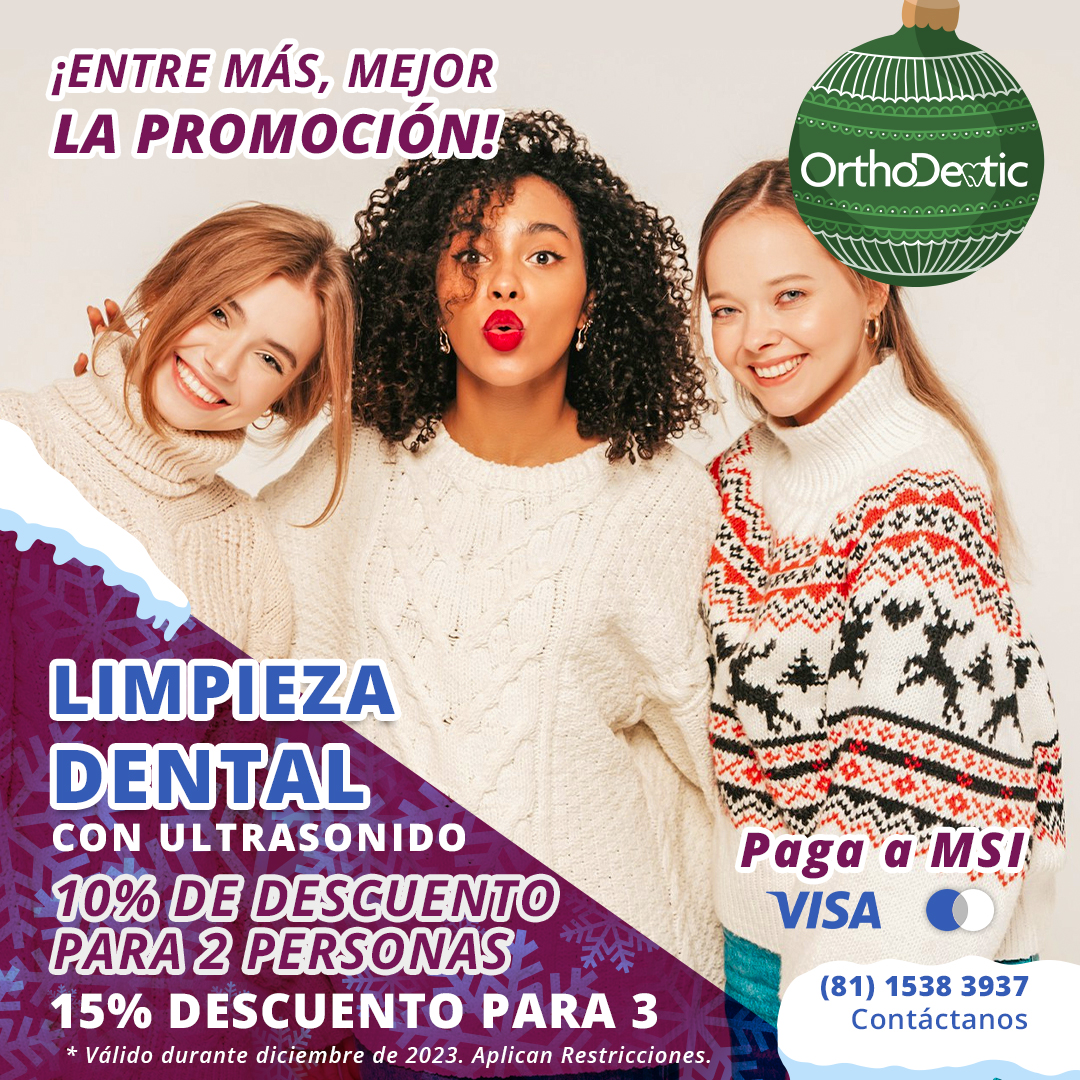 ¡ENTRE MÁS, MEJOR
LA PROMOCIÓN!
OrthoDentic
LIMPIEZA
DENTAL
CON ULTRASONIDO
10% DE DESCUENTO
PARA 2 PERSONAS
15% DESCUENTO PARA 3
* Válido durante diciembre de 2023. Aplican Restricciones.
Paga a MSI
VISA
(81) 1538 3937
Contáctanos